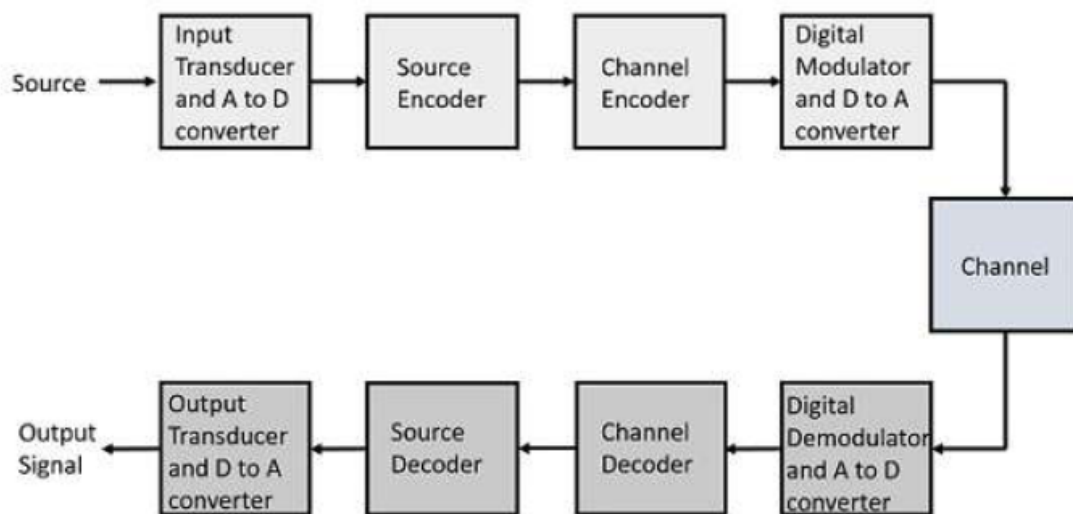 Source
Input
Transducer
and A to D
converter
Source
Encoder
Channel
Encoder
Digital
Modulator
and D to A
converter
Channel
Digital
Demodulator
and A to D
converter
Channel
Decoder
Source
Decoder
Output
Transducer
and D to A
converter
Output
Signal